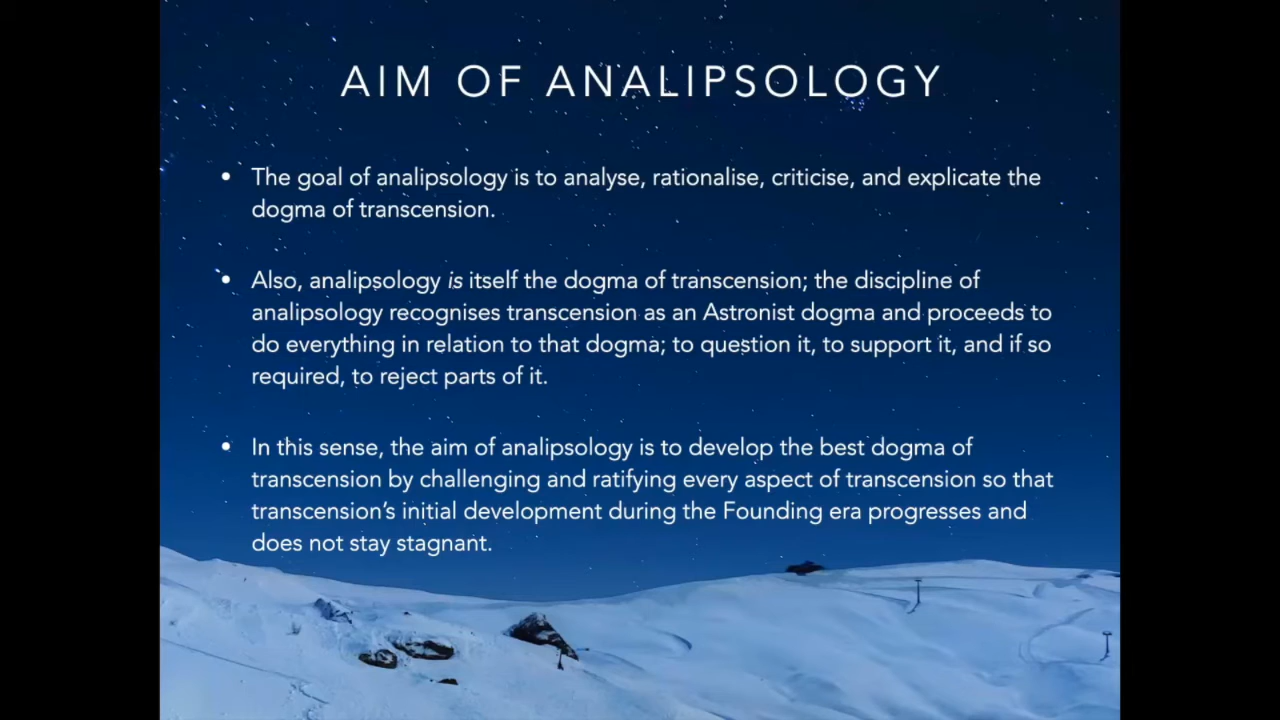 AIM OF ANALIPSOLOGY
• The goal of analipsology is to analyse, rationalise, criticise, and explicate the
dogma of transcension.
• Also, analipsology is itself the dogma of transcension; the discipline of
analipsology recognises transcension as an Astronist dogma and proceeds to
do everything in relation to that dogma; to question it, to support it, and if so
required, to reject parts of it.
• In this sense, the aim of analipsology is to develop the best dogma of
transcension by challenging and ratifying every aspect of transcension so that
transcension's initial development during the Founding era progresses and
does not stay stagnant.